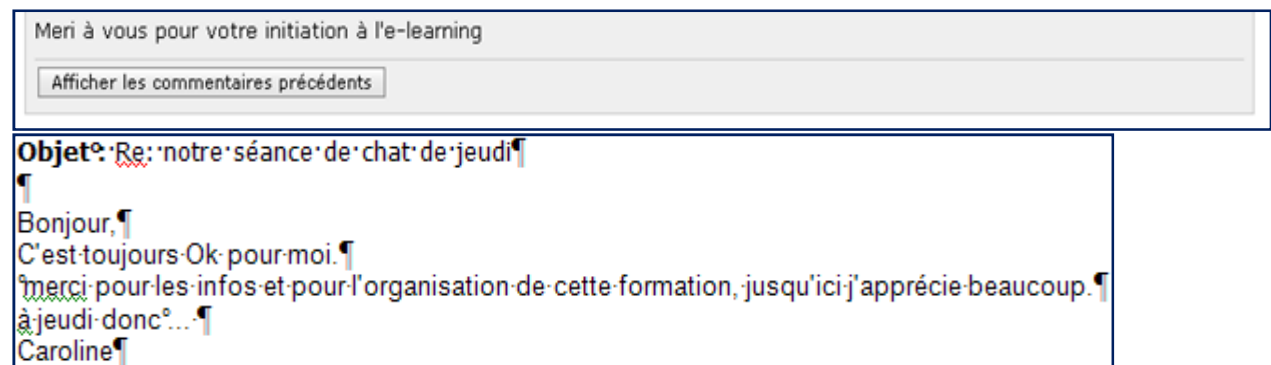 Meri à vous pour votre initiation à l'e-learning
Afficher les commentaires précédents
Objet°: Re: notre séance de chat de jeudi¶
¶
Bonjour,¶
C'est toujours Ok pour moi.¶
°merci pour les infos et pour l'organisation de cette formation, jusqu'ici j'apprécie beaucoup.¶
à jeudi donc°... ¶
Caroline¶